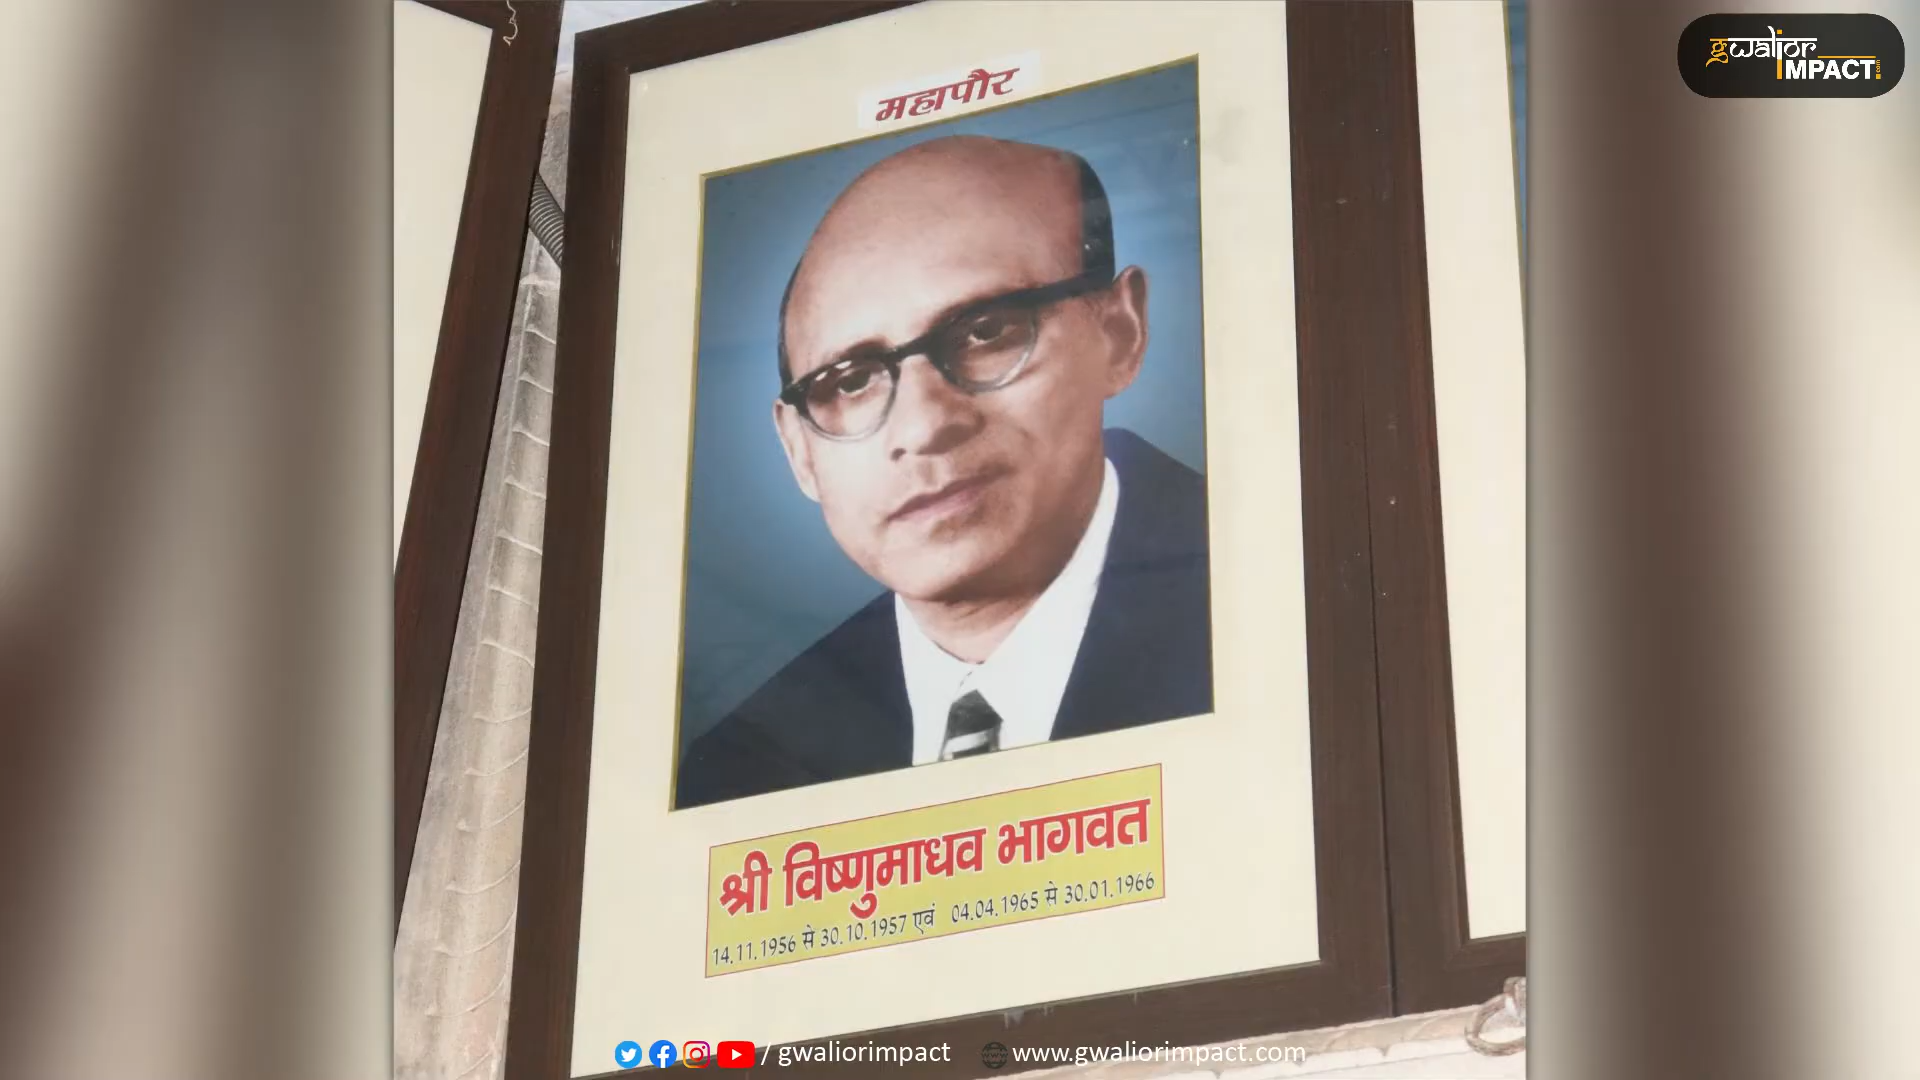 gwalior
IMPACT.com
महापौर
श्री विष्णुमाधव भागवत
14.11.1956 से 30.10.1957 एवं 04.04.1965 से 30.01.1966
/ gwaliorimpact www.gwaliorimpact.com